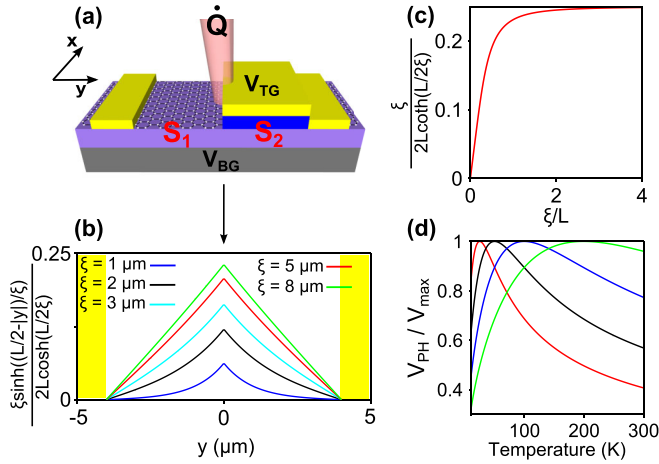 (a)
Q̇
x
y
V_TG
S₁
S₂
V_BG
(b)
0.25
0
ξsinh((L/2-|y|)/ξ)
2Lcosh(L/2ξ)
ξ = 1 μm
ξ = 2 μm
ξ = 3 μm
ξ = 5 μm
ξ = 8 μm
-5
0
5
y (μm)
(c)
ξ
2Lcoth(L/2ξ)
0.2
0.1
0
0
2
4
ξ/L
(d)
V_PH / V_max
1
0.8
0.6
0.4
100
200
300
Temperature (K)